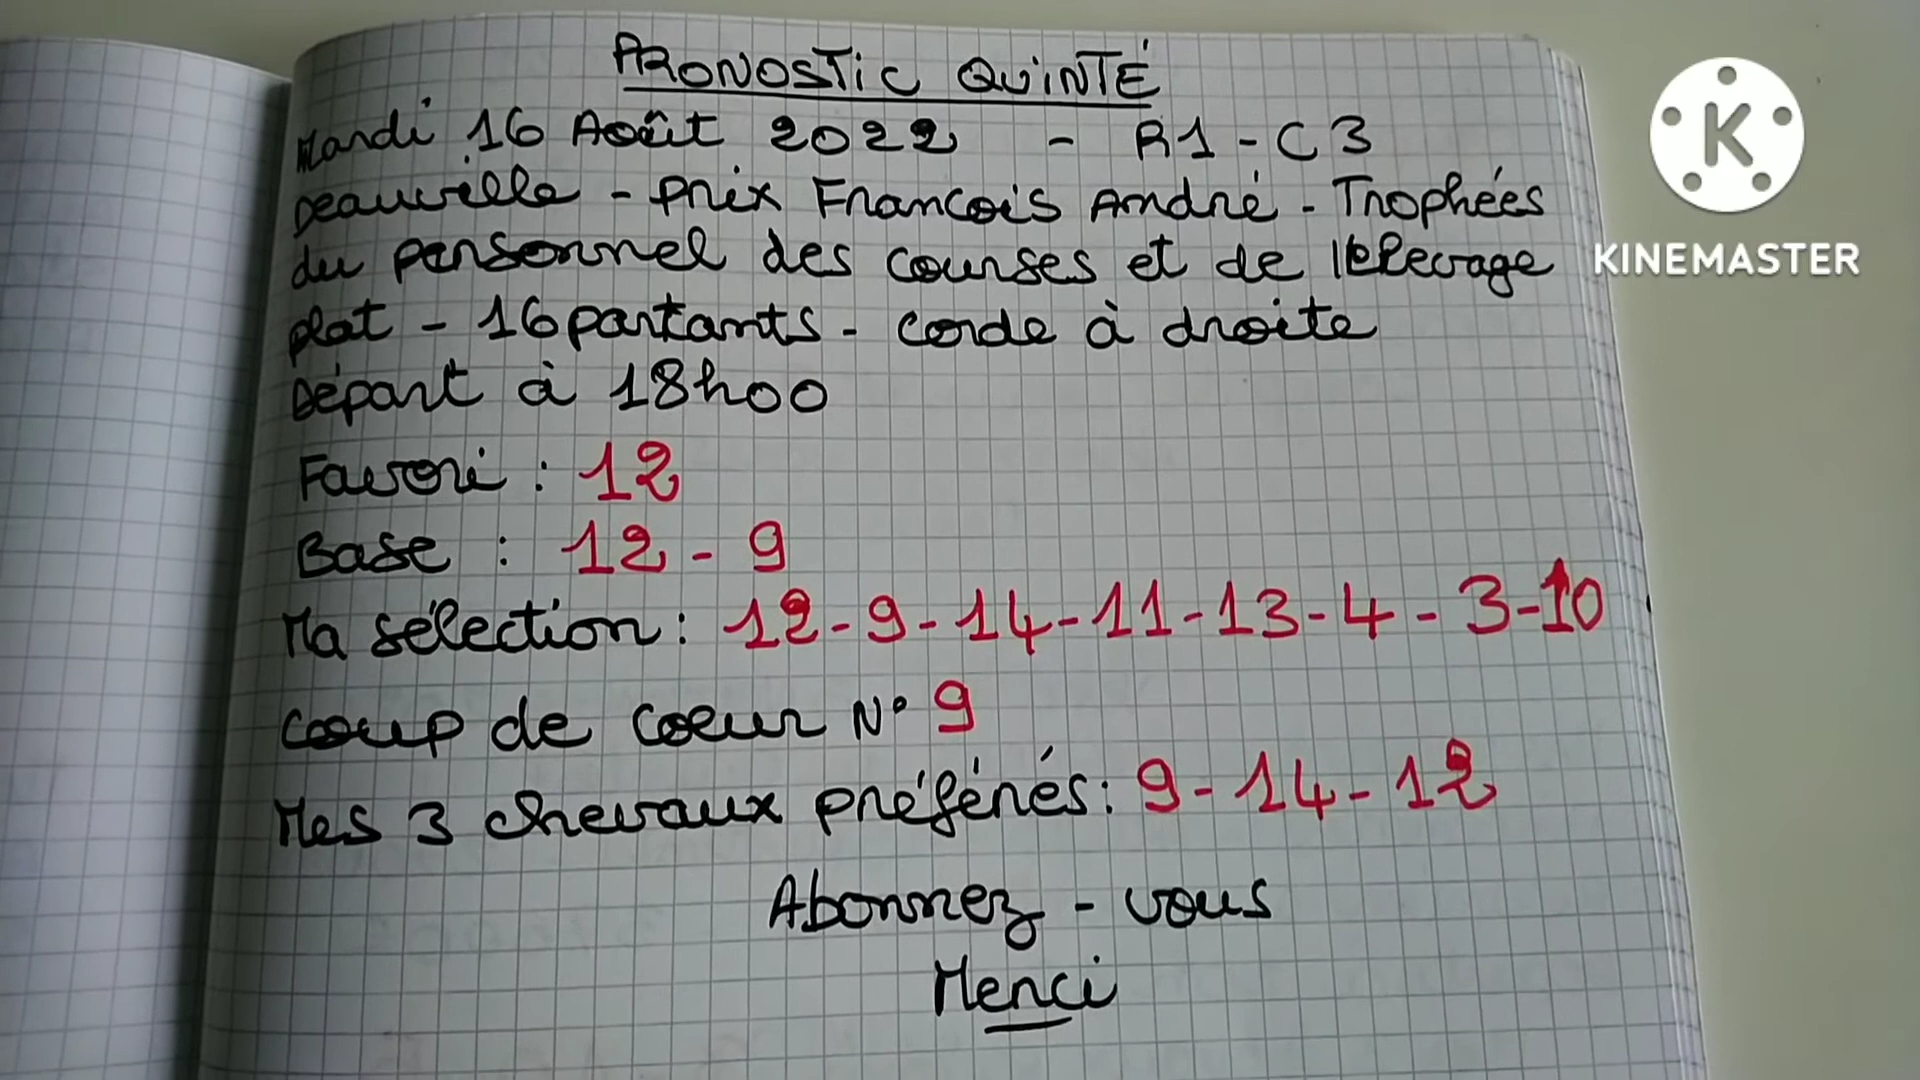 PRONOSTIC QUINTÉ
Mardi 16 Août 2022 - R1 - C3
Deauville - Prix Francois André - Trophées
du personnel des courses et de l'élevage
plat - 16 partants - corde à droite
Départ à 18h00
Favori : 12
Base : 12 - 9
Ma sélection : 12 - 9 - 14 - 11 - 13 - 4 - 3 - 10
coup de coeur N° 9
Mes 3 chevaux préférés : 9 - 14 - 12
Abonnez - vous
Merci
K
KINEMASTER